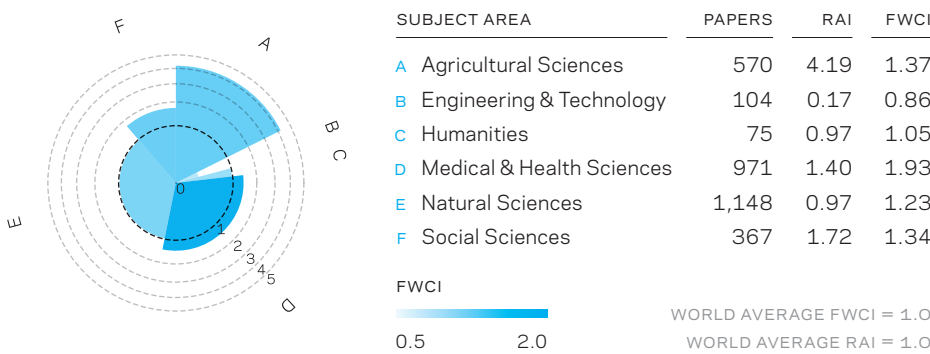 F
A
B
C
E
D
0
1
2
3
4
5
SUBJECT AREA PAPERS RAI FWCI
A Agricultural Sciences 570 4.19 1.37
B Engineering & Technology 104 0.17 0.86
C Humanities 75 0.97 1.05
D Medical & Health Sciences 971 1.40 1.93
E Natural Sciences 1,148 0.97 1.23
F Social Sciences 367 1.72 1.34
FWCI
0.5 2.0
WORLD AVERAGE FWCI = 1.0
WORLD AVERAGE RAI = 1.0